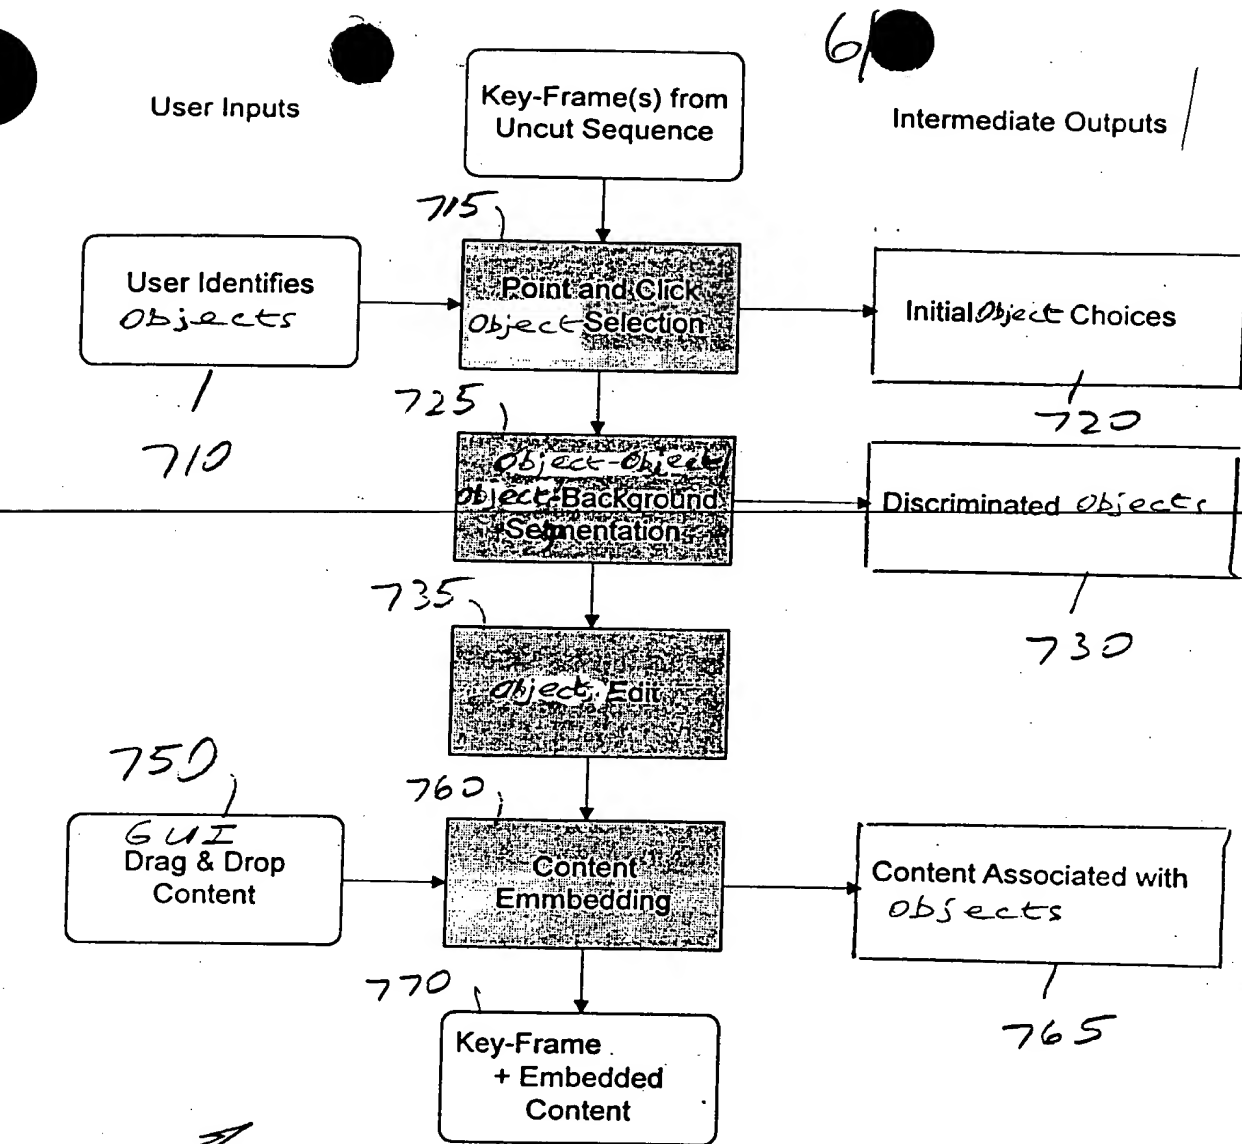 6/
User Inputs
Key-Frame(s) from
Uncut Sequence
Intermediate Outputs
715
User Identifies
Objects
Point and Click
Object Selection
Initial Object Choices
710
725
720
Object-Object/
Object-Background
Segmentation
Discriminated Objects
735
730
Object Edit
750
760
GUI
Drag & Drop
Content
Content
Emmbedding
Content Associated with
Objects
770
765
Key-Frame
+ Embedded
Content